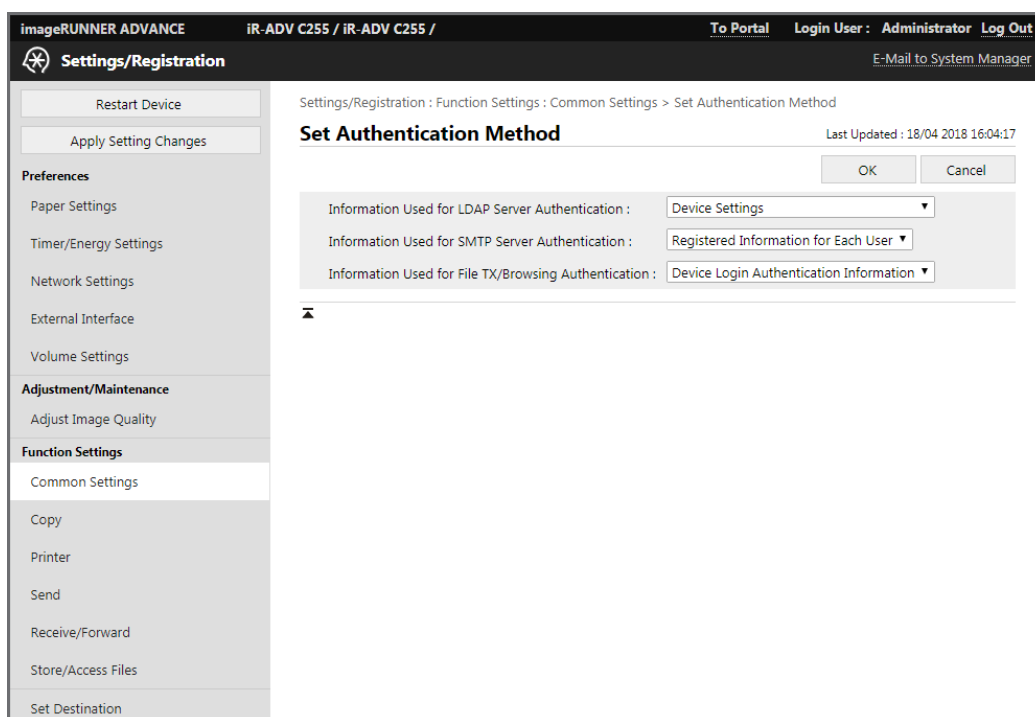 imageRUNNER ADVANCE iR-ADV C255 / iR-ADV C255 / To Portal Login User : Administrator Log Out
Settings/Registration E-Mail to System Manager
Restart Device
Apply Setting Changes
Preferences
Paper Settings
Timer/Energy Settings
Network Settings
External Interface
Volume Settings
Adjustment/Maintenance
Adjust Image Quality
Function Settings
Common Settings
Copy
Printer
Send
Receive/Forward
Store/Access Files
Set Destination
Settings/Registration : Function Settings : Common Settings > Set Authentication Method
Set Authentication Method Last Updated : 18/04 2018 16:04:17
OK Cancel
Information Used for LDAP Server Authentication : Device Settings
Information Used for SMTP Server Authentication : Registered Information for Each User
Information Used for File TX/Browsing Authentication : Device Login Authentication Information